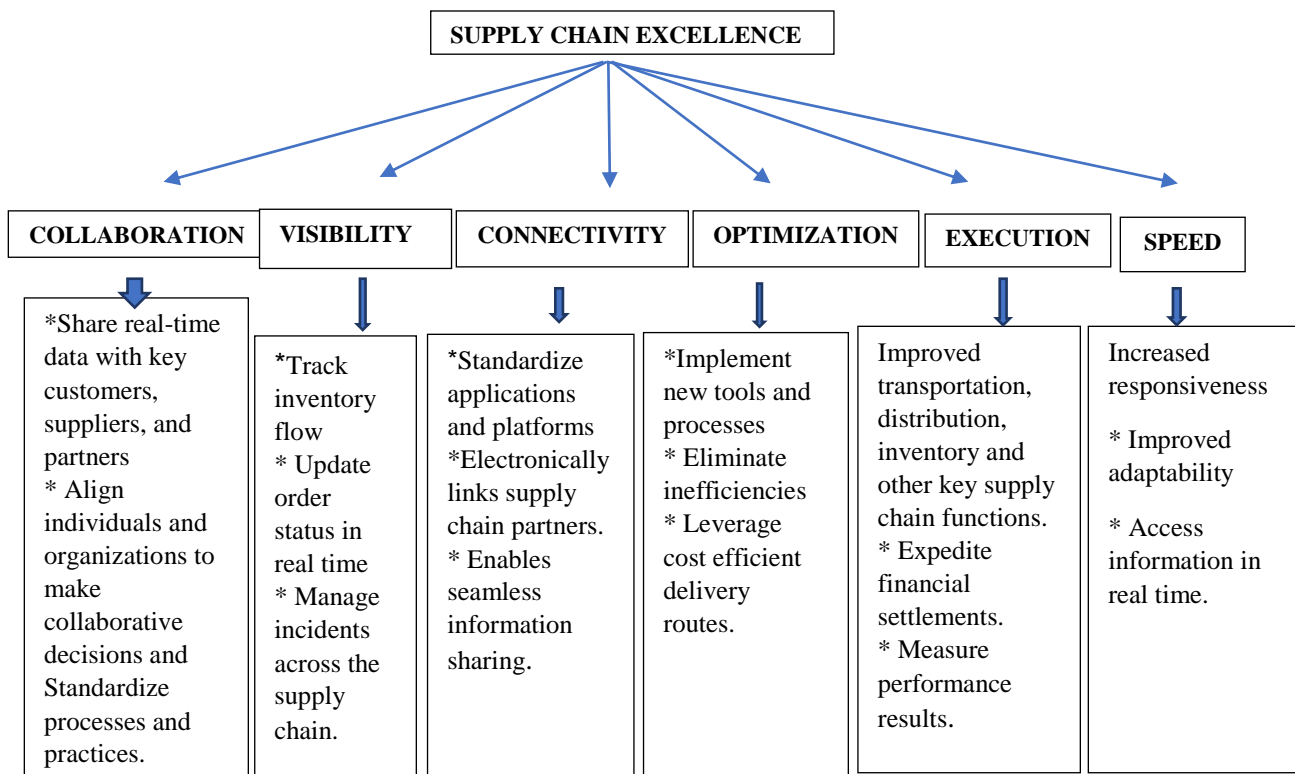 SUPPLY CHAIN EXCELLENCE
COLLABORATION
VISIBILITY
CONNECTIVITY
OPTIMIZATION
EXECUTION
SPEED
*Share real-time
data with key
customers,
suppliers, and
partners
* Align
individuals and
organizations to
make
collaborative
decisions and
Standardize
processes and
practices.
*Track
inventory
flow
* Update
order
status in
real time
* Manage
incidents
across the
supply
chain.
*Standardize
applications
and platforms
*Electronically
links supply
chain partners.
* Enables
seamless
information
sharing.
*Implement
new tools and
processes
* Eliminate
inefficiencies
* Leverage
cost efficient
delivery
routes.
Improved
transportation,
distribution,
inventory and
other key supply
chain functions.
* Expedite
financial
settlements.
* Measure
performance
results.
Increased
responsiveness
* Improved
adaptability
* Access
information in
real time.